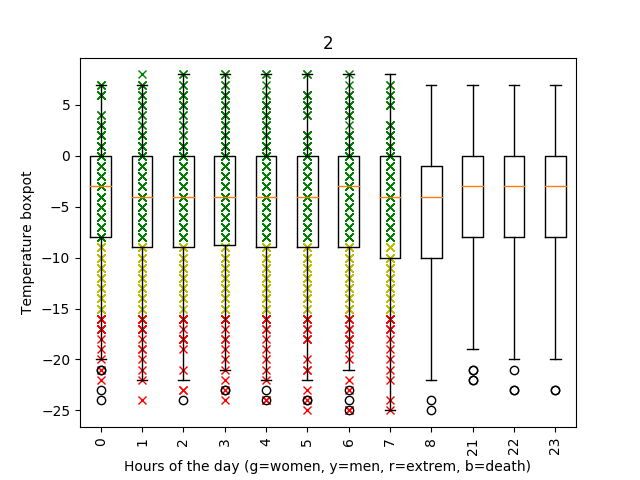 2
Temperature boxpot
5
0
−5
−10
−15
−20
−25
0 1 2 3 4 5 6 7 8 21 22 23
Hours of the day (g=women, y=men, r=extrem, b=death)